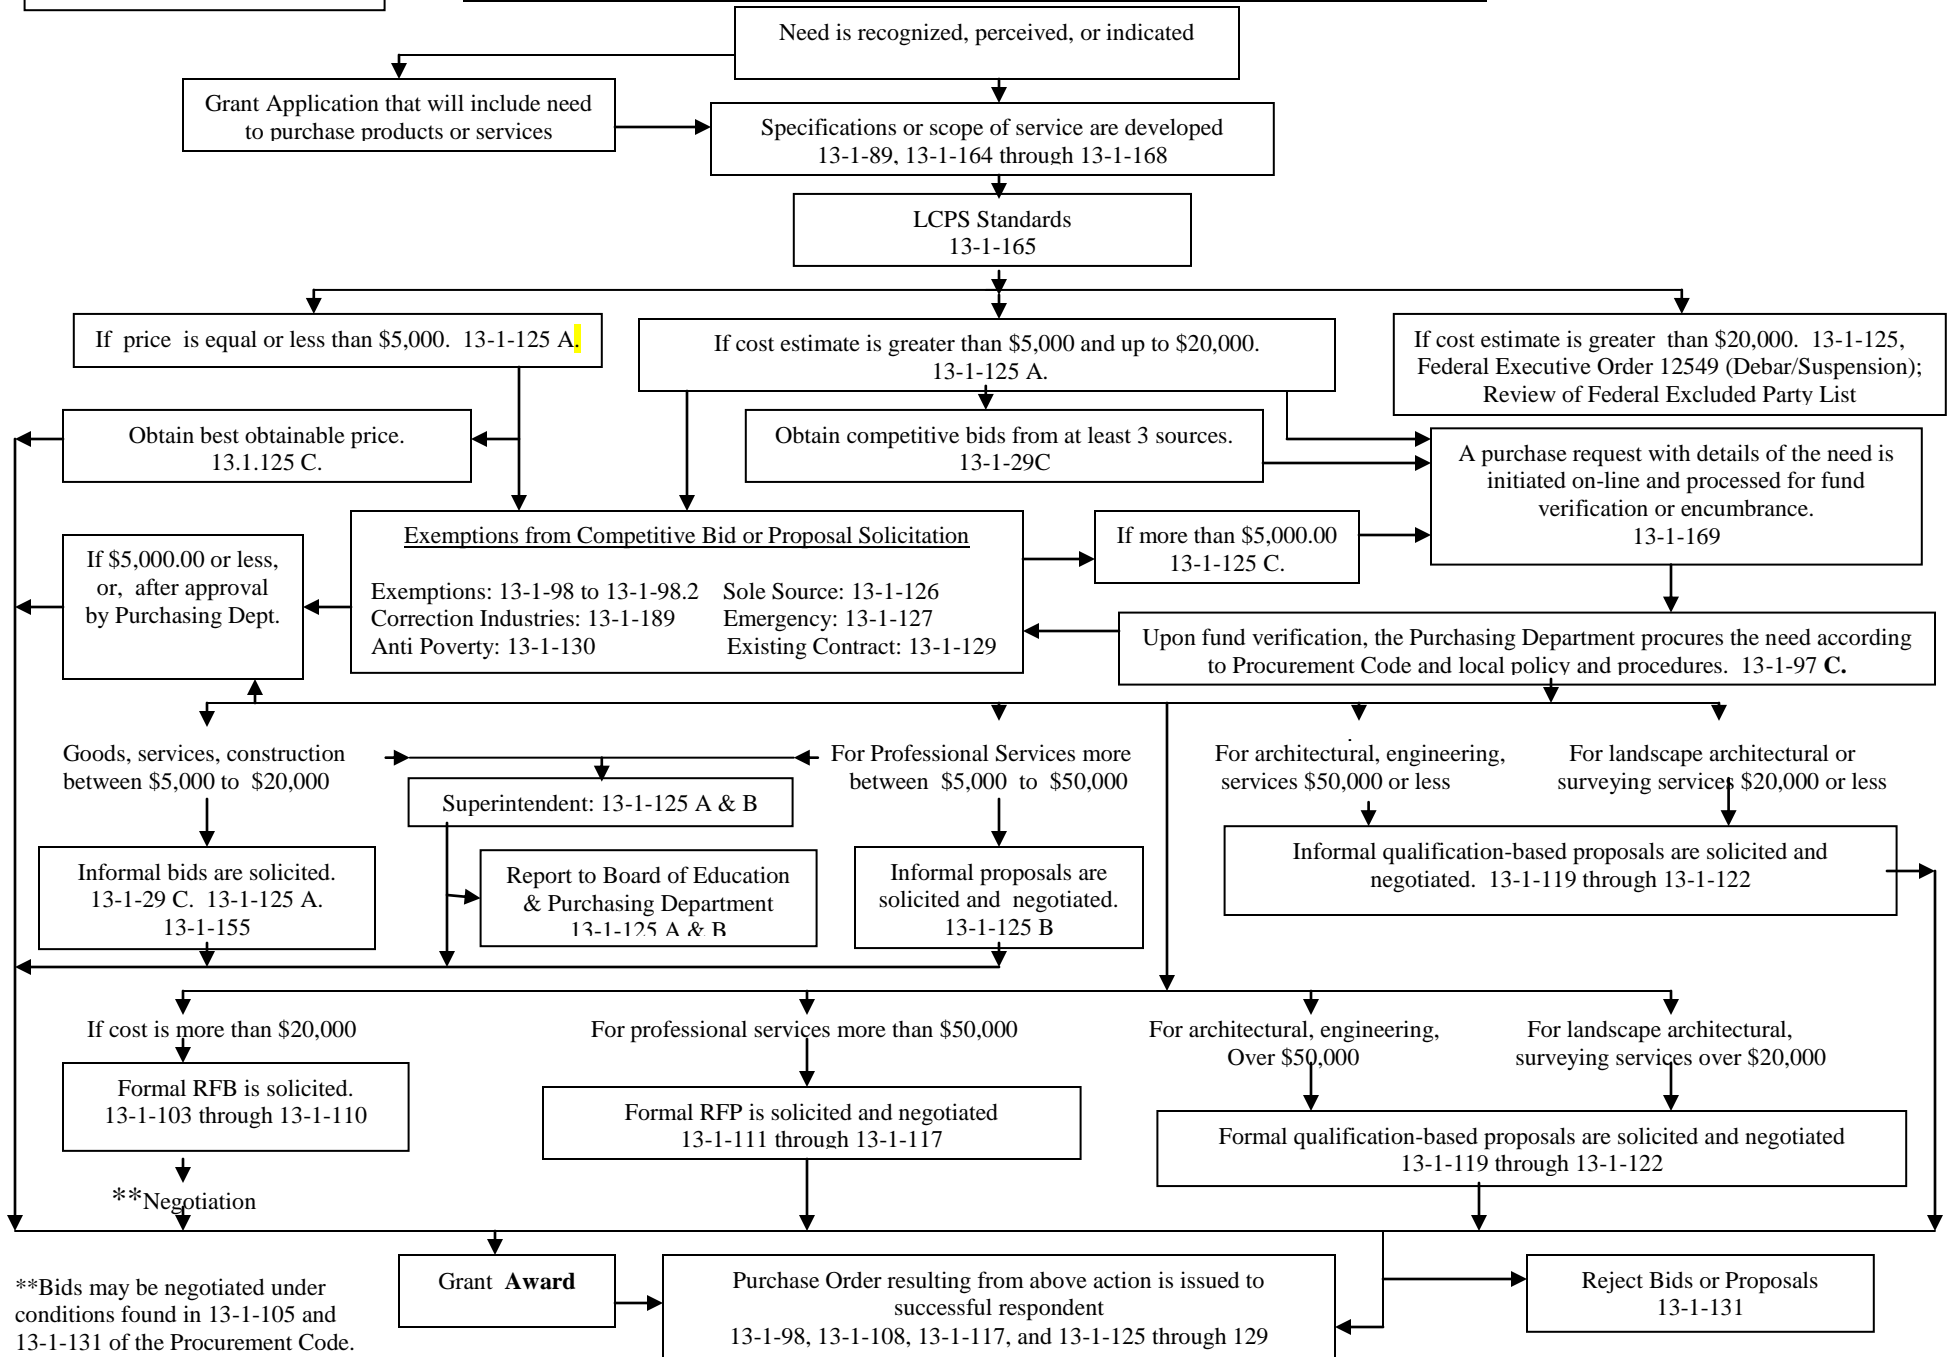 Need is recognized, perceived, or indicated
Grant Application that will include need
to purchase products or services
Specifications or scope of service are developed
13-1-89, 13-1-164 through 13-1-168
LCPS Standards
13-1-165
If price is equal or less than $5,000. 13-1-125 A.
If cost estimate is greater than $5,000 and up to $20,000.
13-1-125 A.
If cost estimate is greater than $20,000. 13-1-125,
Federal Executive Order 12549 (Debar/Suspension);
Review of Federal Excluded Party List
Obtain best obtainable price.
13.1.125 C.
Obtain competitive bids from at least 3 sources.
13-1-29C
A purchase request with details of the need is
initiated on-line and processed for fund
verification or encumbrance.
13-1-169
If $5,000.00 or less,
or, after approval
by Purchasing Dept.
Exemptions from Competitive Bid or Proposal Solicitation
Exemptions: 13-1-98 to 13-1-98.2 Sole Source: 13-1-126
Correction Industries: 13-1-189 Emergency: 13-1-127
Anti Poverty: 13-1-130 Existing Contract: 13-1-129
If more than $5,000.00
13-1-125 C.
Upon fund verification, the Purchasing Department procures the need according
to Procurement Code and local policy and procedures. 13-1-97 C.
Goods, services, construction
between $5,000 to $20,000
Superintendent: 13-1-125 A & B
For Professional Services more
between $5,000 to $50,000
For architectural, engineering,
services $50,000 or less
For landscape architectural or
surveying services $20,000 or less
Informal bids are solicited.
13-1-29 C. 13-1-125 A.
13-1-155
Report to Board of Education
& Purchasing Department
13-1-125 A & B
Informal proposals are
solicited and negotiated.
13-1-125 B
Informal qualification-based proposals are solicited and
negotiated. 13-1-119 through 13-1-122
If cost is more than $20,000
For professional services more than $50,000
For architectural, engineering,
Over $50,000
For landscape architectural,
surveying services over $20,000
Formal RFB is solicited.
13-1-103 through 13-1-110
Formal RFP is solicited and negotiated
13-1-111 through 13-1-117
Formal qualification-based proposals are solicited and negotiated
13-1-119 through 13-1-122
**Negotiation
**Bids may be negotiated under
conditions found in 13-1-105 and
13-1-131 of the Procurement Code.
Grant Award
Purchase Order resulting from above action is issued to
successful respondent
13-1-98, 13-1-108, 13-1-117, and 13-1-125 through 129
Reject Bids or Proposals
13-1-131